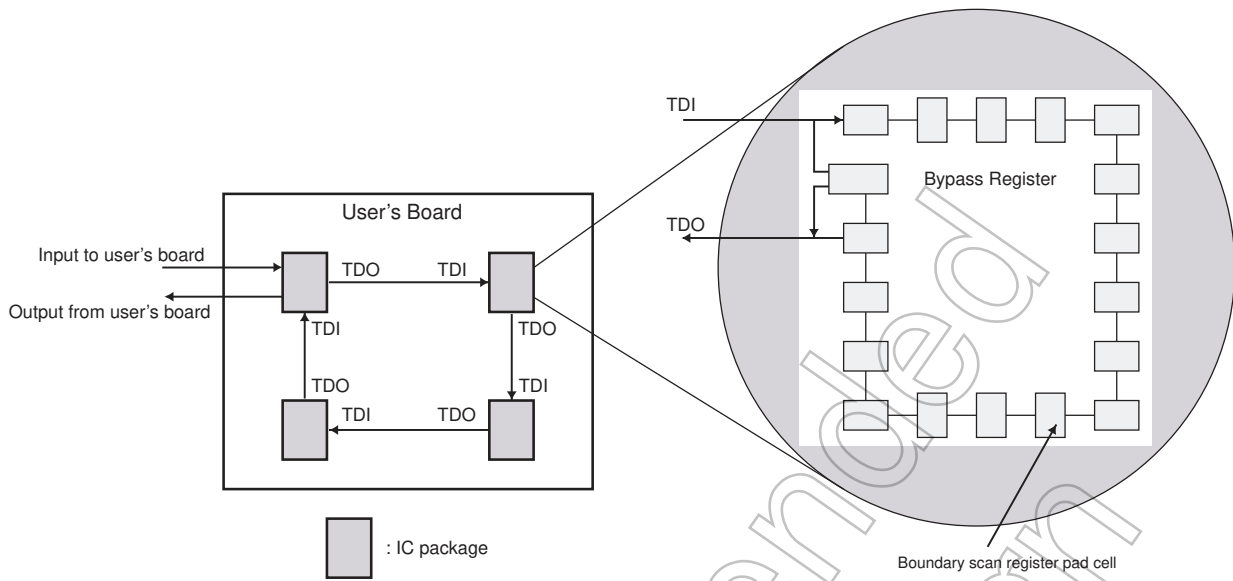 User's Board
Input to user's board
Output from user's board
TDO
TDI
TDI
TDO
TDO
TDI
TDI
TDO
: IC package
TDI
TDO
Bypass Register
Boundary scan register pad cell